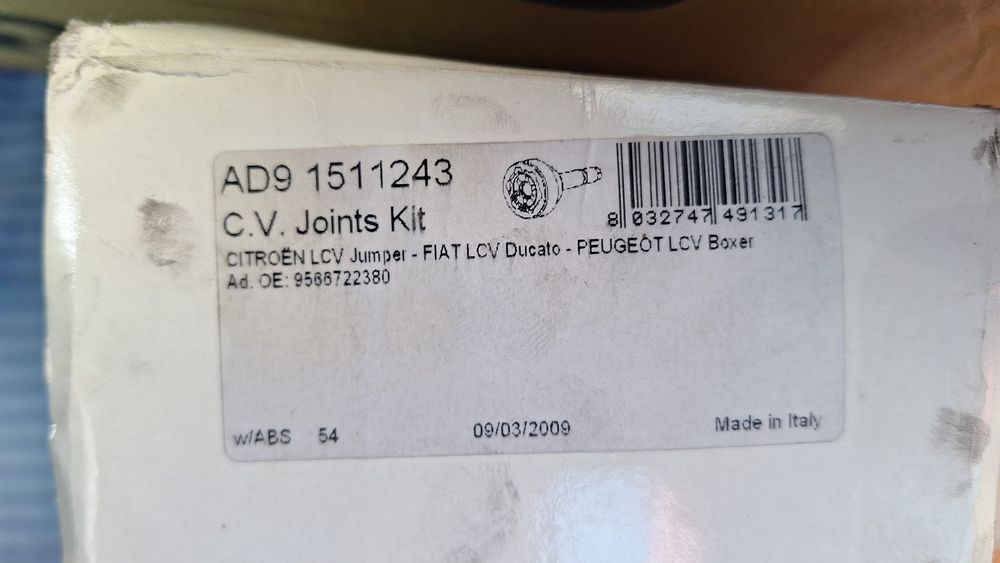 AD9 1511243
C.V. Joints Kit
8 032747 491317
CITROËN LCV Jumper - FIAT LCV Ducato - PEUGEOT LCV Boxer
Ad. OE: 9566722380
w/ABS 54 09/03/2009 Made in Italy